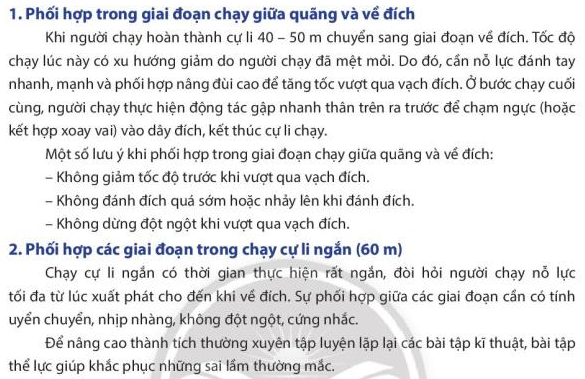 1. Phối hợp trong giai đoạn chạy giữa quãng và về đích
Khi người chạy hoàn thành cự li 40 – 50 m chuyển sang giai đoạn về đích. Tốc độ
chạy lúc này có xu hướng giảm do người chạy đã mệt mỏi. Do đó, cần nỗ lực đánh tay
nhanh, mạnh và phối hợp nâng đùi cao để tăng tốc vượt qua vạch đích. Ở bước chạy cuối
cùng, người chạy thực hiện động tác gập nhanh thân trên ra trước để chạm ngực (hoặc
kết hợp xoay vai) vào dây đích, kết thúc cự li chạy.
Một số lưu ý khi phối hợp trong giai đoạn chạy giữa quãng và về đích:
– Không giảm tốc độ trước khi vượt qua vạch đích.
– Không đánh đích quá sớm hoặc nhảy lên khi đánh đích.
– Không dừng đột ngột khi vượt qua vạch đích.
2. Phối hợp các giai đoạn trong chạy cự li ngắn (60 m)
Chạy cự li ngắn có thời gian thực hiện rất ngắn, đòi hỏi người chạy nỗ lực
tối đa từ lúc xuất phát cho đến khi về đích. Sự phối hợp giữa các giai đoạn cần có tính
uyển chuyển, nhịp nhàng, không đột ngột, cứng nhắc.
Để nâng cao thành tích thường xuyên tập luyện lặp lại các bài tập kĩ thuật, bài tập
thể lực giúp khắc phục những sai lầm thường mắc.